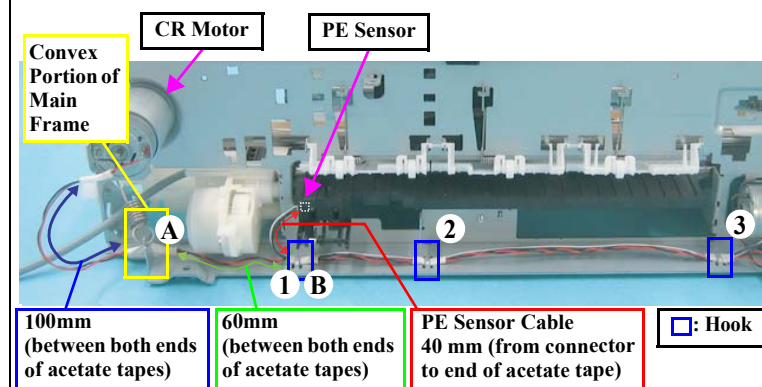 CR Motor
PE Sensor
Convex
Portion of
Main
Frame
A
2
3
1
B
100mm
(between both ends
of acetate tapes)
60mm
(between both ends
of acetate tapes)
PE Sensor Cable
40 mm (from connector
to end of acetate tape)
: Hook